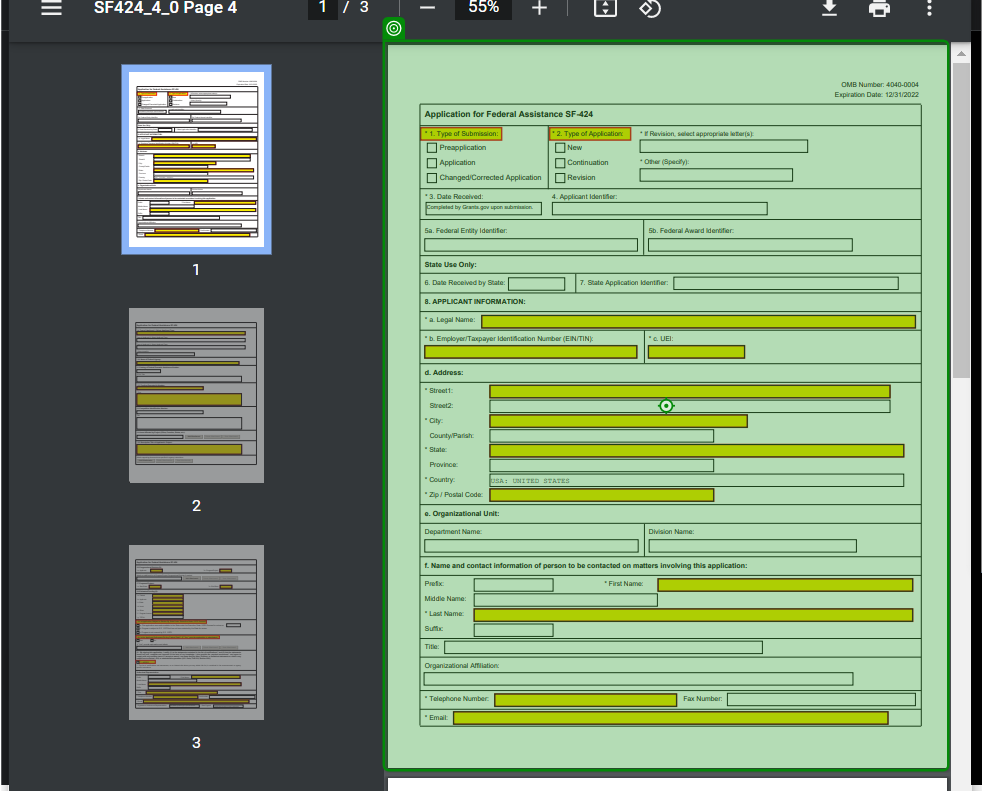 SF424_4_0 Page 4
1 / 3
55%
OMB Number: 4040-0004
Expiration Date: 12/31/2022
Application for Federal Assistance SF-424
* 1. Type of Submission:
* 2. Type of Application:
* If Revision, select appropriate letter(s):
Preapplication
New
Application
Continuation
* Other (Specify):
Changed/Corrected Application
Revision
* 3. Date Received:
4. Applicant Identifier:
Completed by Grants.gov upon submission.
5a. Federal Entity Identifier:
5b. Federal Award Identifier:
State Use Only:
6. Date Received by State:
7. State Application Identifier:
8. APPLICANT INFORMATION:
* a. Legal Name:
* b. Employer/Taxpayer Identification Number (EIN/TIN):
* c. UEI:
d. Address:
* Street1:
Street2:
* City:
County/Parish:
* State:
Province:
* Country:
USA: UNITED STATES
* Zip / Postal Code:
e. Organizational Unit:
Department Name:
Division Name:
f. Name and contact information of person to be contacted on matters involving this application:
Prefix:
* First Name:
Middle Name:
* Last Name:
Suffix:
Title:
Organizational Affiliation:
* Telephone Number:
Fax Number:
* Email:
1
2
3